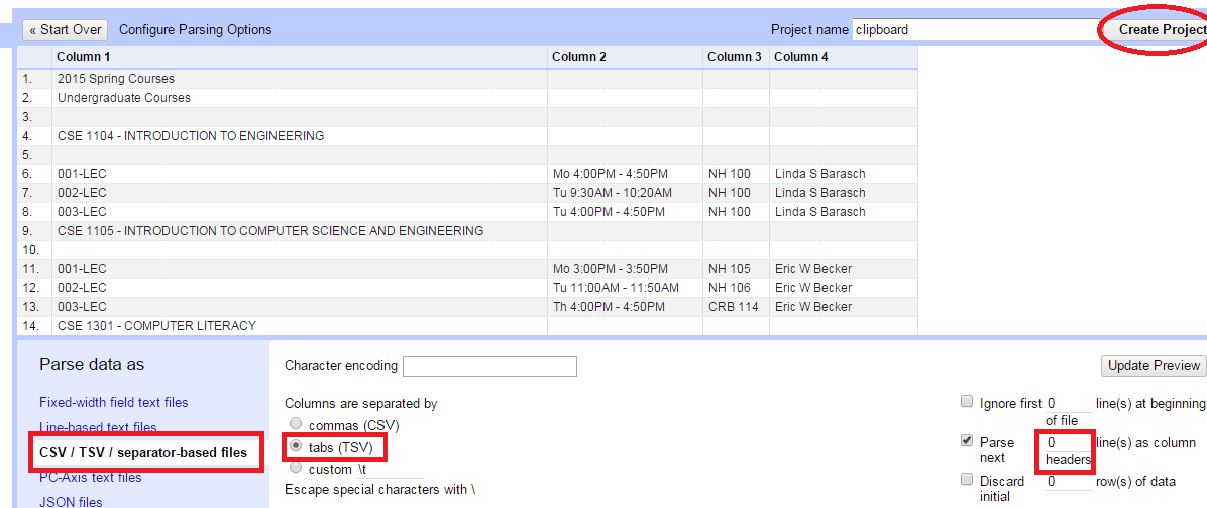 « Start Over Configure Parsing Options Project name clipboard Create Project
Column 1 Column 2 Column 3 Column 4
1. 2015 Spring Courses
2. Undergraduate Courses
3.
4. CSE 1104 - INTRODUCTION TO ENGINEERING
5.
6. 001-LEC Mo 4:00PM - 4:50PM NH 100 Linda S Barasch
7. 002-LEC Tu 9:30AM - 10:20AM NH 100 Linda S Barasch
8. 003-LEC Tu 4:00PM - 4:50PM NH 100 Linda S Barasch
9. CSE 1105 - INTRODUCTION TO COMPUTER SCIENCE AND ENGINEERING
10.
11. 001-LEC Mo 3:00PM - 3:50PM NH 105 Eric W Becker
12. 002-LEC Tu 11:00AM - 11:50AM NH 106 Eric W Becker
13. 003-LEC Th 4:00PM - 4:50PM CRB 114 Eric W Becker
14. CSE 1301 - COMPUTER LITERACY
Parse data as
Fixed-width field text files
Line-based text files
CSV / TSV / separator-based files
PC-Axis text files
JSON files
Character encoding
Columns are separated by
commas (CSV)
tabs (TSV)
custom \t
Escape special characters with \
Update Preview
Ignore first 0 line(s) at beginning
of file
Parse next 0 line(s) as column
headers
Discard initial 0 row(s) of data